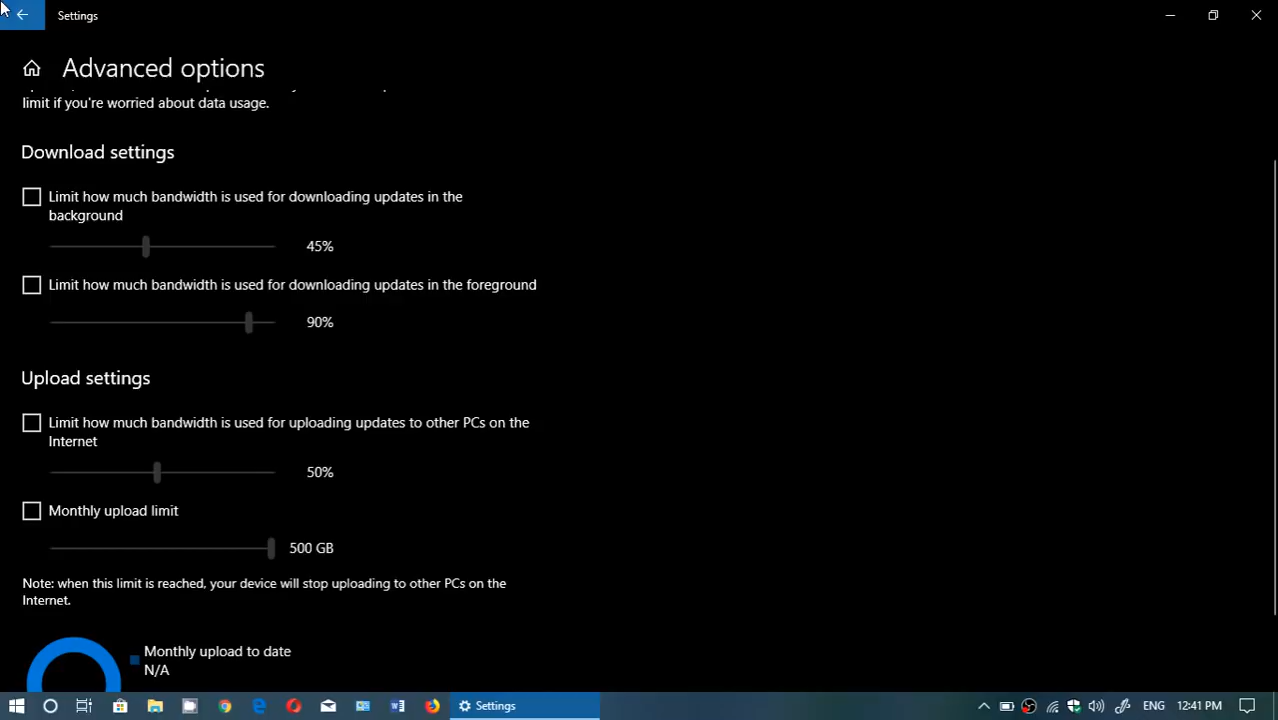 Settings
Advanced options
limit if you're worried about data usage.
Download settings
Limit how much bandwidth is used for downloading updates in the
background
45%
Limit how much bandwidth is used for downloading updates in the foreground
90%
Upload settings
Limit how much bandwidth is used for uploading updates to other PCs on the
Internet
50%
Monthly upload limit
500 GB
Note: when this limit is reached, your device will stop uploading to other PCs on the
Internet.
Monthly upload to date
N/A
Settings
ENG
12:41 PM